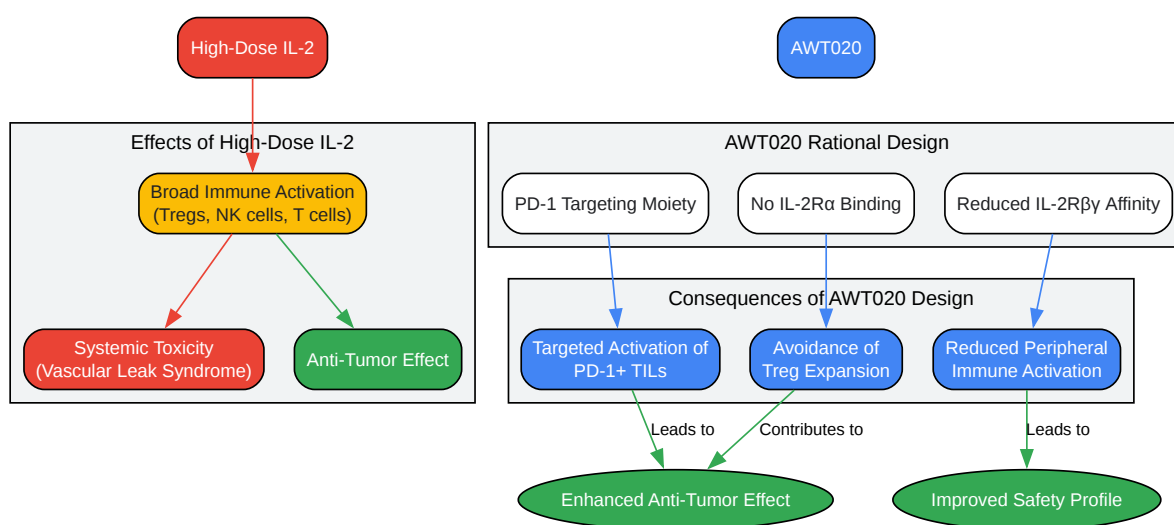 High-Dose IL-2
AWT020
Effects of High-Dose IL-2
Broad Immune Activation
(Tregs, NK cells, T cells)
Systemic Toxicity
(Vascular Leak Syndrome)
Anti-Tumor Effect
AWT020 Rational Design
PD-1 Targeting Moiety
No IL-2Rα Binding
Reduced IL-2Rβγ Affinity
Consequences of AWT020 Design
Targeted Activation of
PD-1+ TILs
Avoidance of
Treg Expansion
Reduced Peripheral
Immune Activation
Leads to
Contributes to
Leads to
Enhanced Anti-Tumor Effect
Improved Safety Profile